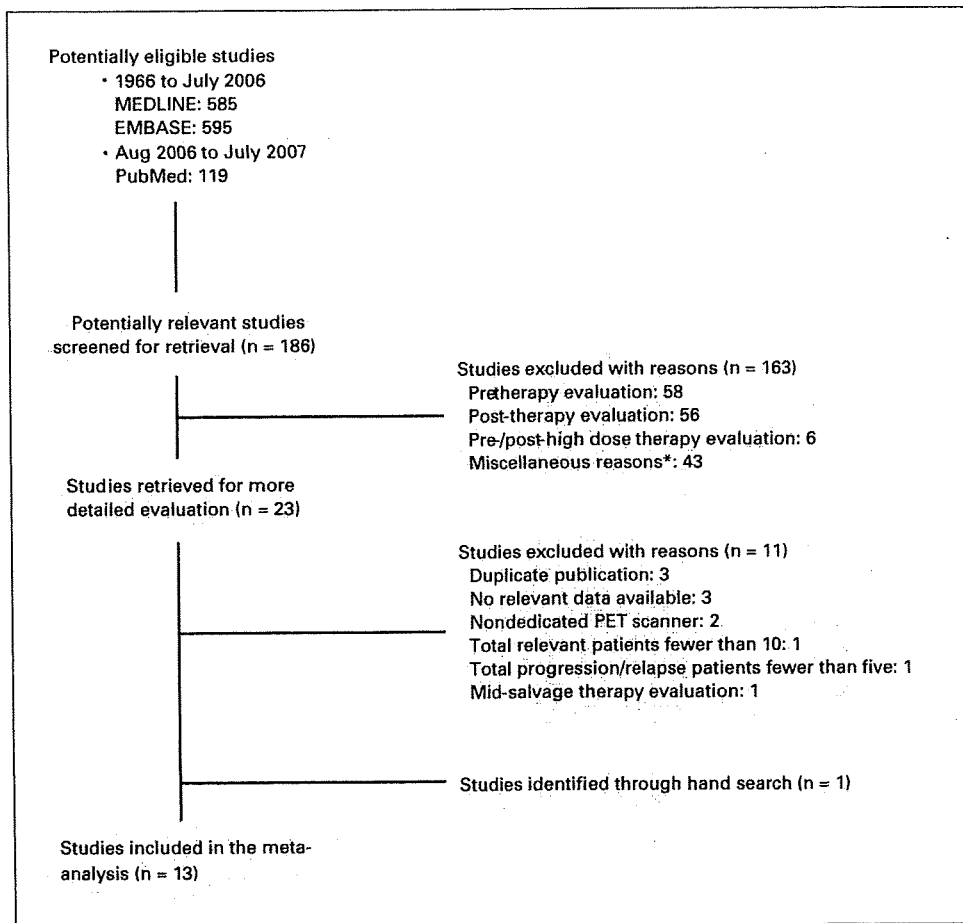 Potentially eligible studies
• 1966 to July 2006
MEDLINE: 585
EMBASE: 595
• Aug 2006 to July 2007
PubMed: 119
Potentially relevant studies
screened for retrieval (n = 186)
Studies excluded with reasons (n = 163)
Pretherapy evaluation: 58
Post-therapy evaluation: 56
Pre-/post-high dose therapy evaluation: 6
Miscellaneous reasons*: 43
Studies retrieved for more
detailed evaluation (n = 23)
Studies excluded with reasons (n = 11)
Duplicate publication: 3
No relevant data available: 3
Nondedicated PET scanner: 2
Total relevant patients fewer than 10: 1
Total progression/relapse patients fewer than five: 1
Mid-salvage therapy evaluation: 1
Studies identified through hand search (n = 1)
Studies included in the meta-
analysis (n = 13)